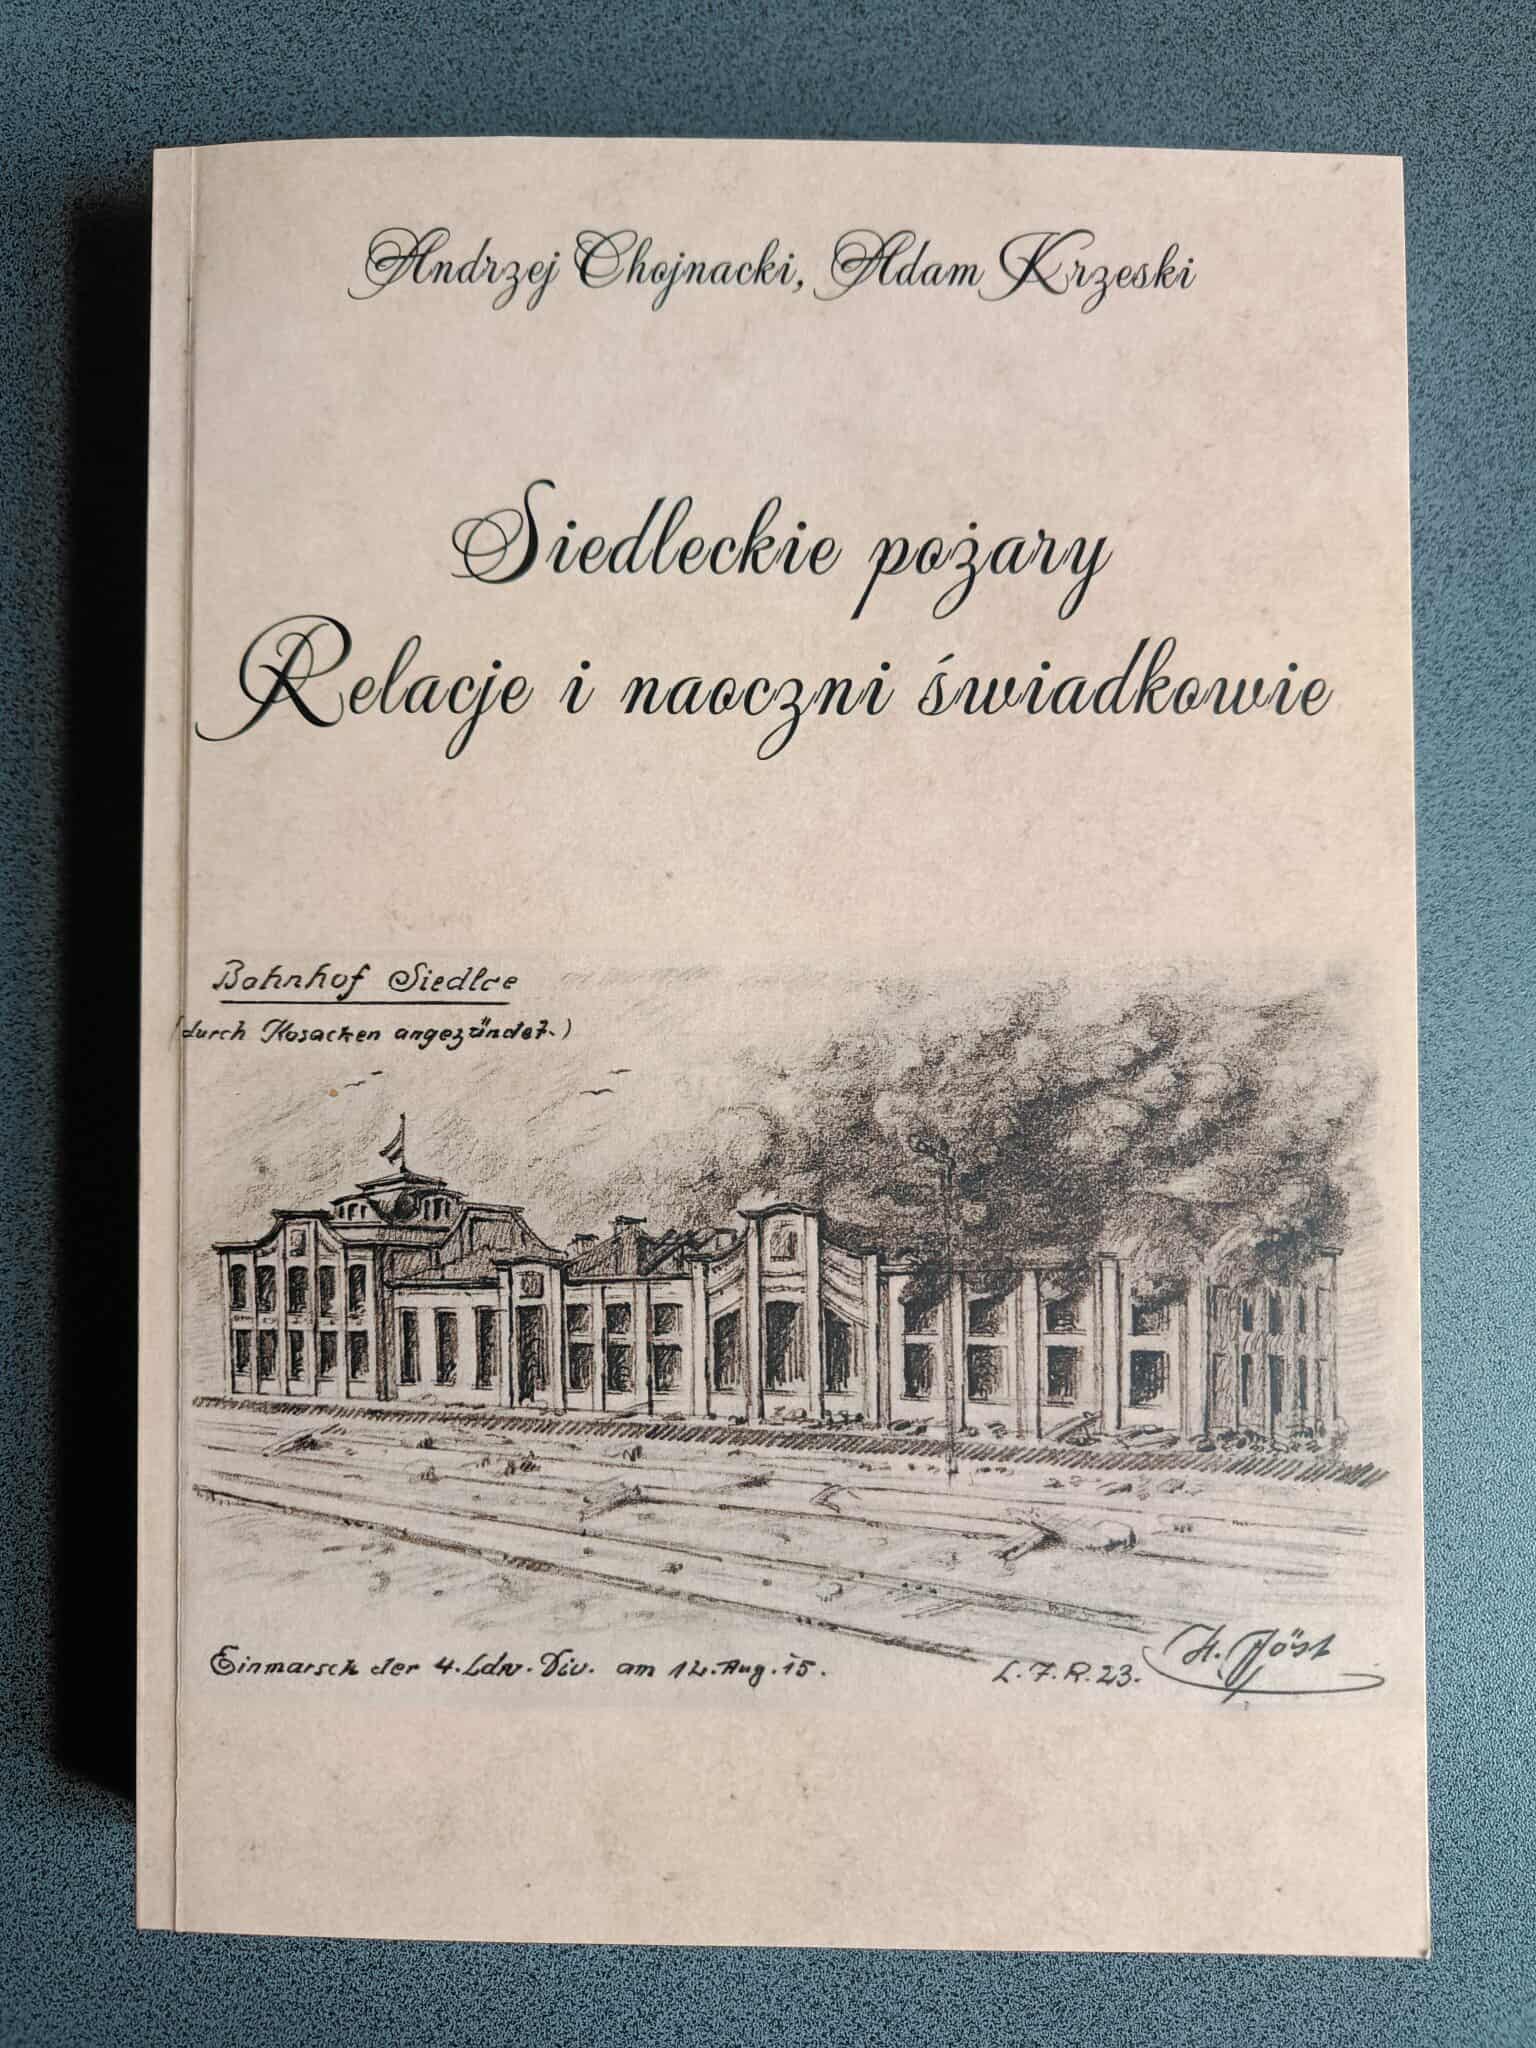 Andrzej Chojnacki, Adam Krzeski
Siedleckie pożary
Relacje i naoczni świadkowie
Bahnhof Siedlce
(durch Kosacken angezündet.)
Einmarsch der 4. Ldw. Div. am 12. Aug. 15.
L. J. R. 23. H. Jöst